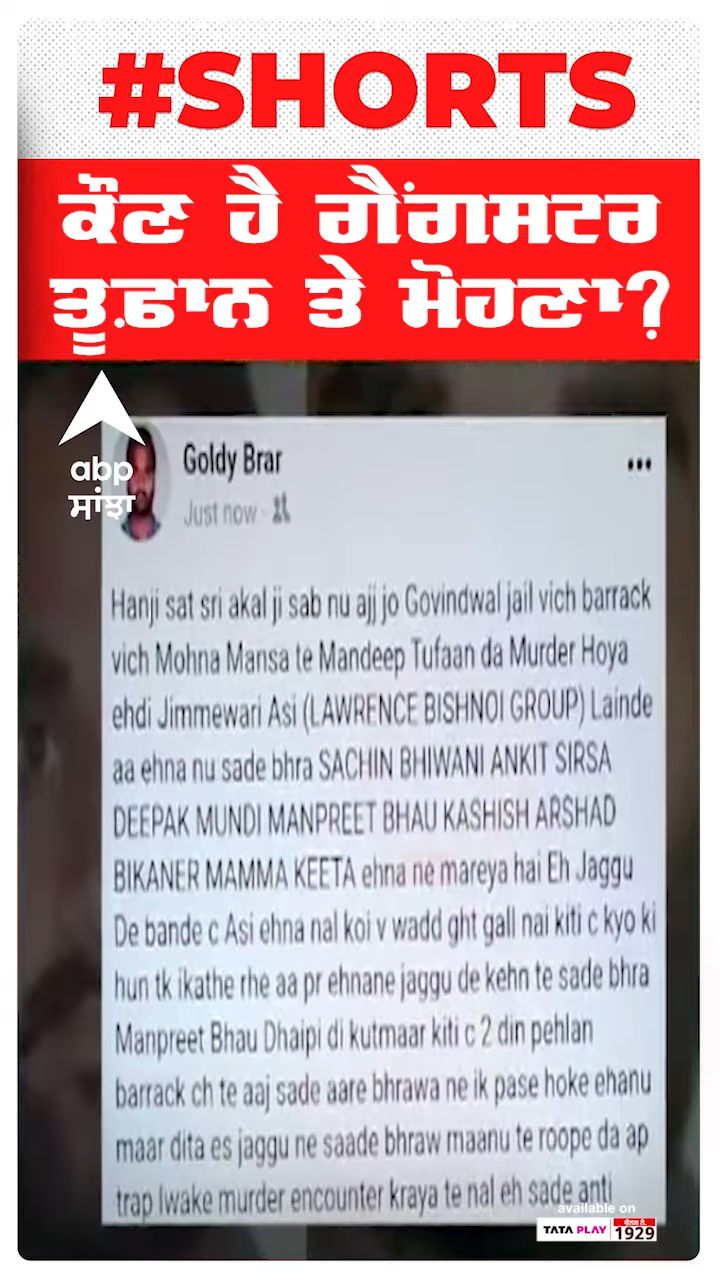 #SHORTS
ਕੌਣ ਹੈ ਗੈਂਗਸਟਰ
ਤੂਫ਼ਾਨ ਤੇ ਮੋਹਣਾ?
abp
ਸਾਂਝਾ
Goldy Brar
Just now
Hanji sat sri akal ji sab nu ajj jo Govindwal jail vich barrack
vich Mohna Mansa te Mandeep Tufaan da Murder Hoya
ehdi Jimmewari Asi (LAWRENCE BISHNOI GROUP) Lainde
aa ehna nu sade bhra SACHIN BHIWANI ANKIT SIRSA
DEEPAK MUNDI MANPREET BHAU KASHISH ARSHAD
BIKANER MAMMA KEETA ehna ne mareya hai Eh Jaggu
De bande c Asi ehna nal koi v wadd ght gall nai kiti c kyo ki
hun tk ikathe rhe aa pr ehnane jaggu de kehn te sade bhra
Manpreet Bhau Dhaipi di kutmaar kiti c 2 din pehlan
barrack ch te aaj sade aare bhrawa ne ik pase hoke ehanu
maar dita es jaggu ne saade bhraw maanu te roope da ap
trap lwake murder encounter kraya te nal eh sade anti
available on
TATA PLAY
1929